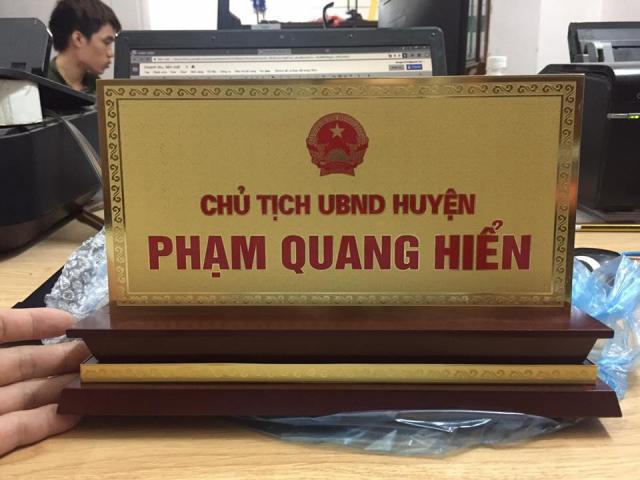 CHỦ TỊCH UBND HUYỆN
PHẠM QUANG HIỂN